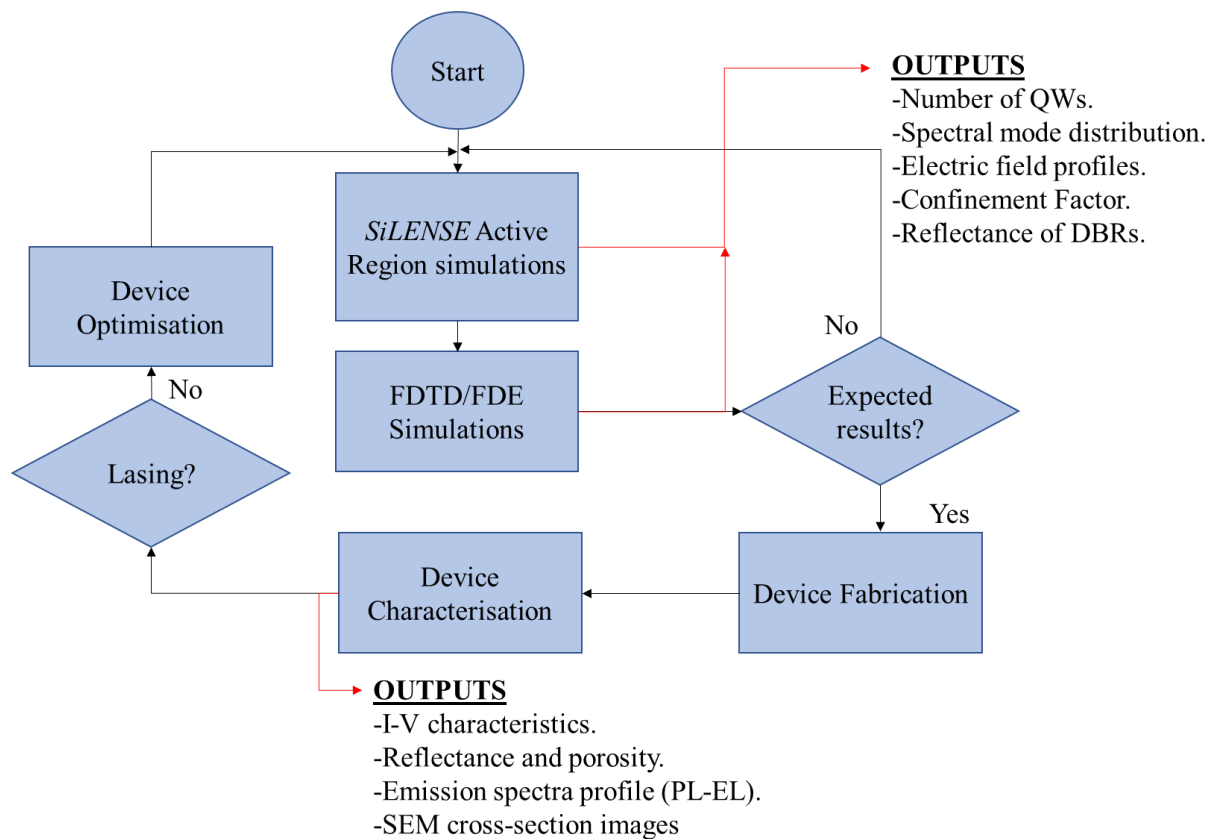 Start
OUTPUTS
-Number of QWs.
-Spectral mode distribution.
-Electric field profiles.
-Confinement Factor.
-Reflectance of DBRs.
SiLENSE Active
Region simulations
Device
Optimisation
No
FDTD/FDE
Simulations
Expected
results?
No
Lasing?
Yes
Device
Characterisation
Device Fabrication
OUTPUTS
-I-V characteristics.
-Reflectance and porosity.
-Emission spectra profile (PL-EL).
-SEM cross-section images